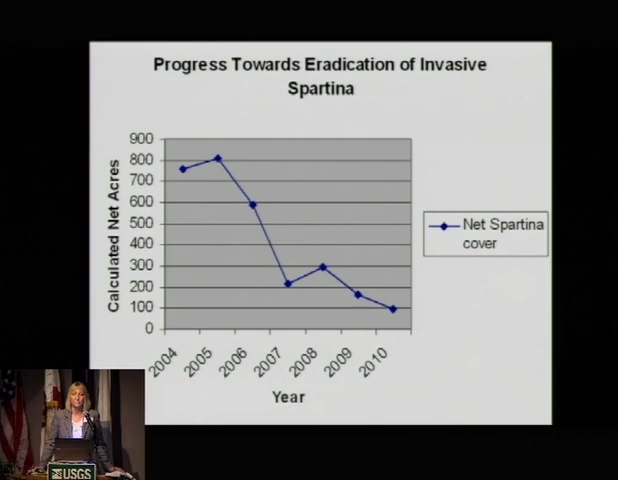 Progress Towards Eradication of Invasive
Spartina
Calculated Net Acres
900
800
700
600
500
400
300
200
100
0
2004
2005
2006
2007
2008
2009
2010
Year
Net Spartina
cover
USGS